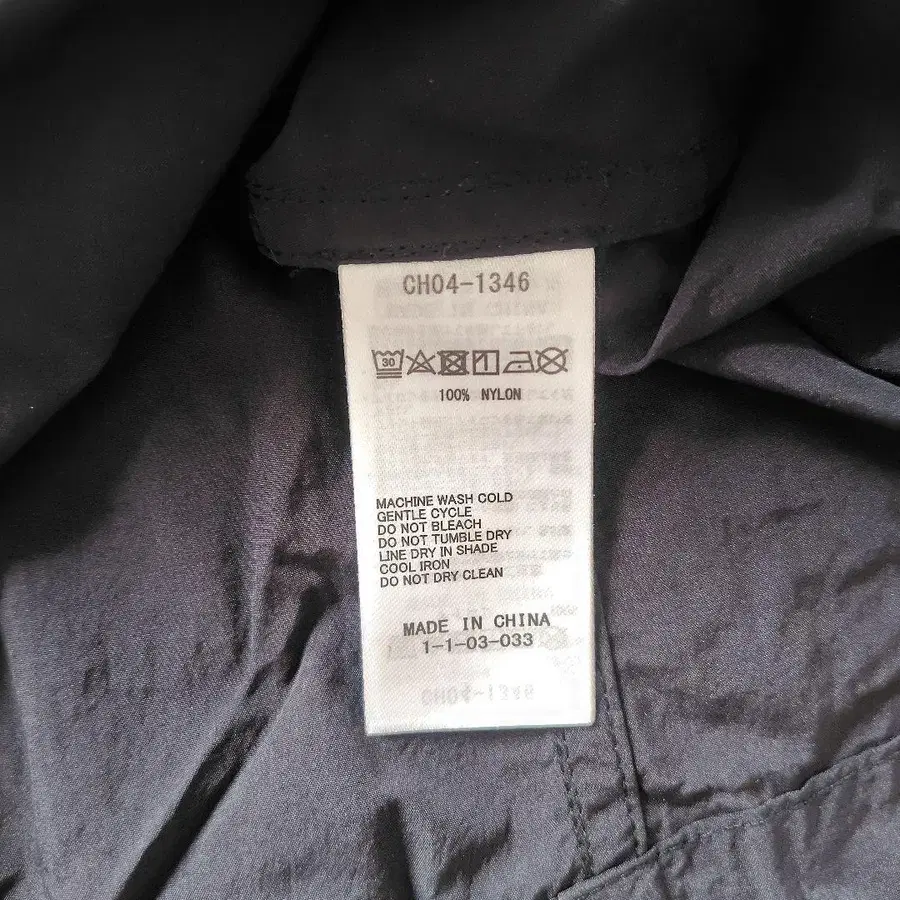 CH04-1346
30
100% NYLON
MACHINE WASH COLD
GENTLE CYCLE
DO NOT BLEACH
DO NOT TUMBLE DRY
LINE DRY IN SHADE
COOL IRON
DO NOT DRY CLEAN
MADE IN CHINA
1-1-03-033